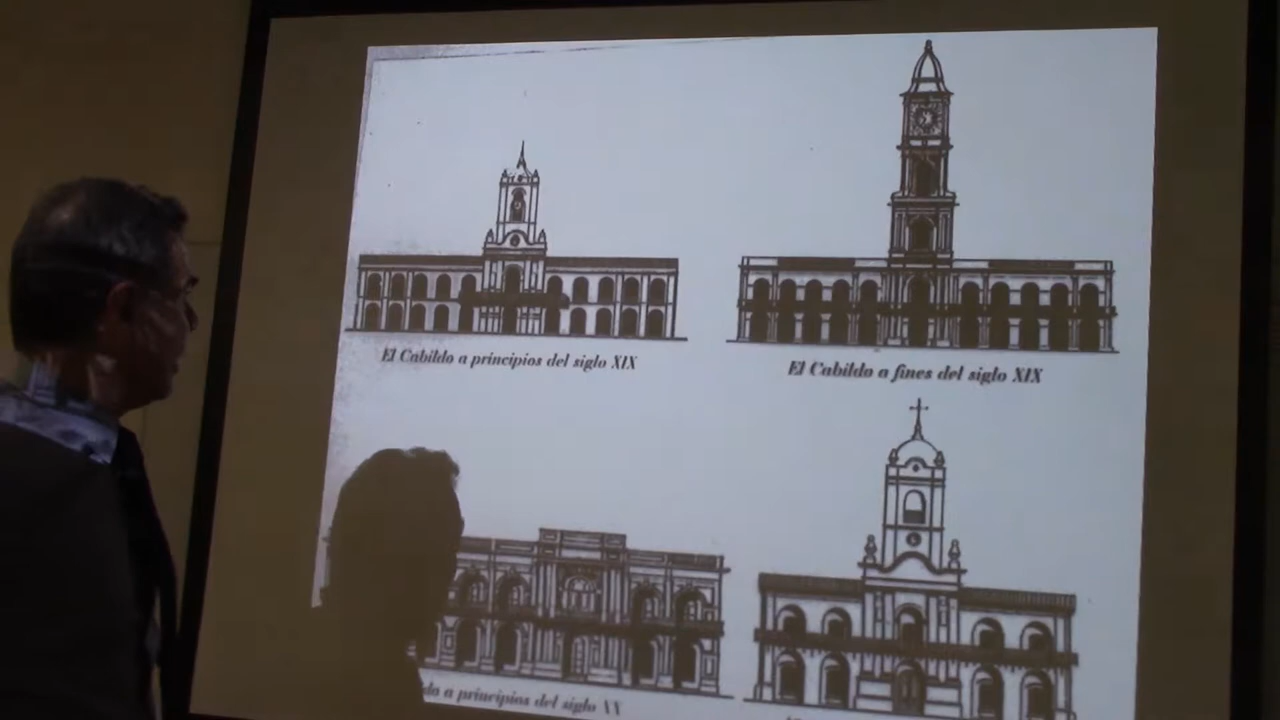 El Cabildo a principios del siglo XIX
El Cabildo a fines del siglo XIX
do a principios del siglo XX